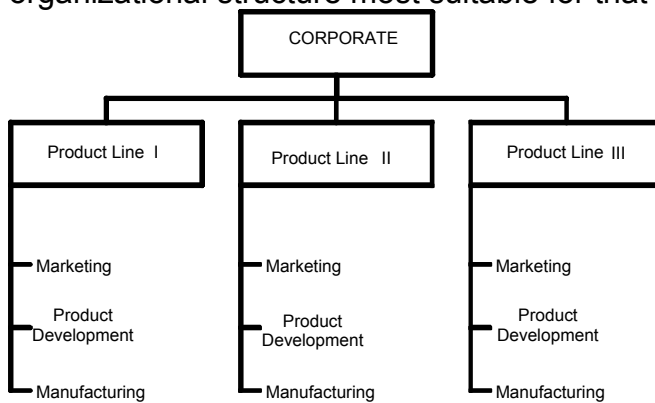 organizational structure most suitable for that
CORPORATE
Product Line I
Product Line II
Product Line III
Marketing
Marketing
Marketing
Product
Development
Product
Development
Product
Development
Manufacturing
Manufacturing
Manufacturing